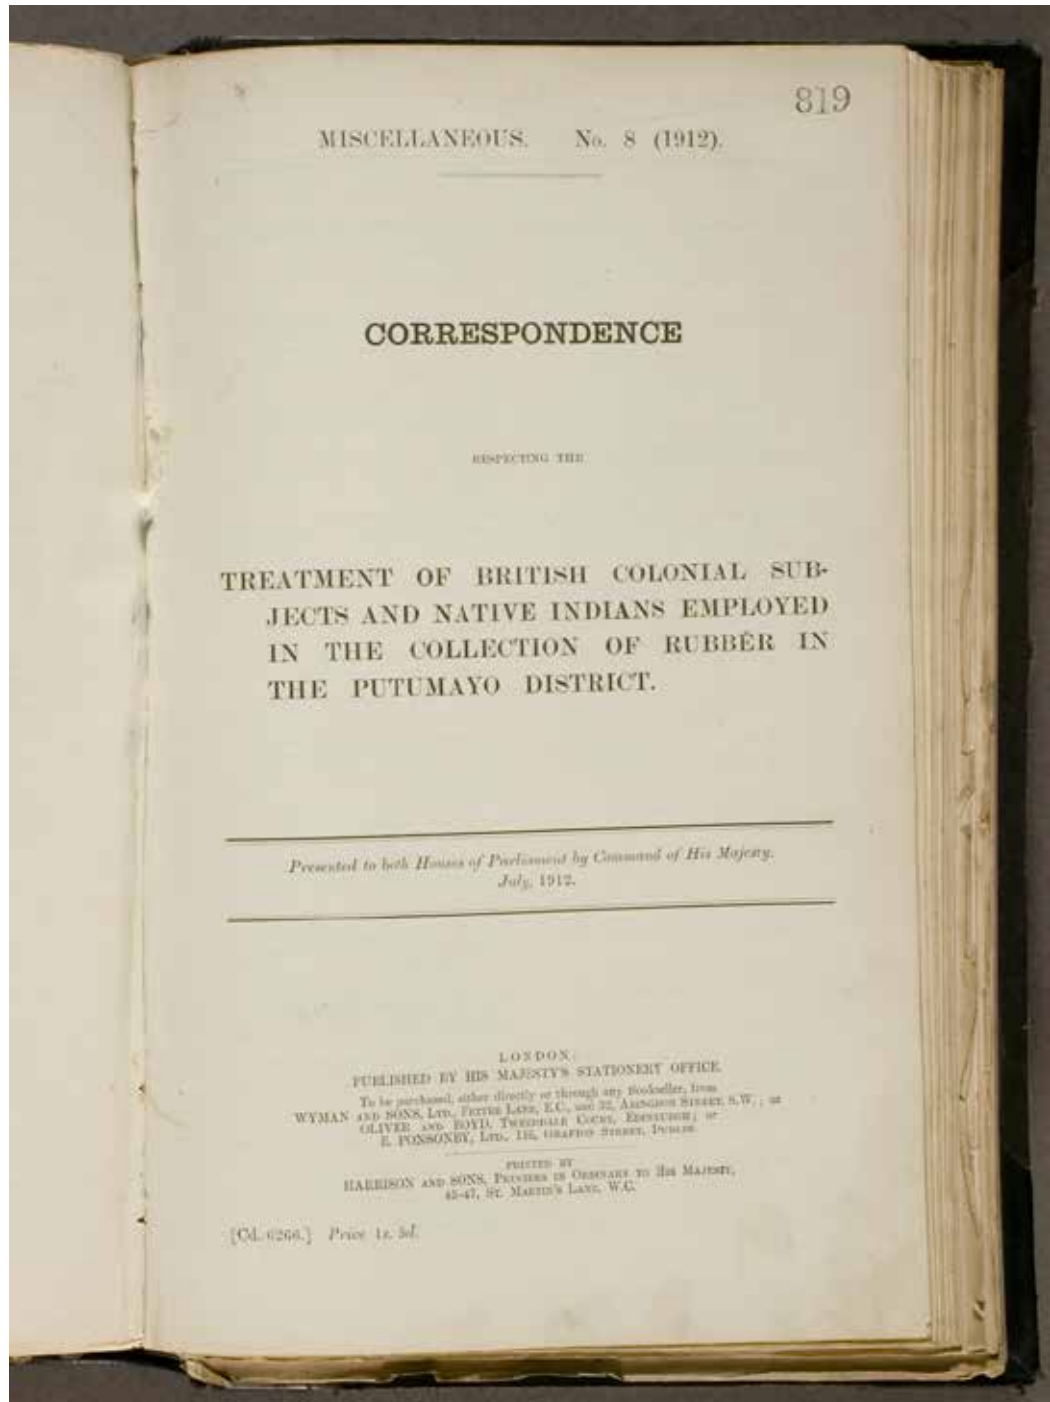 819
MISCELLANEOUS. No. 8 (1912).
CORRESPONDENCE
RESPECTING THE
TREATMENT OF BRITISH COLONIAL SUB-
JECTS AND NATIVE INDIANS EMPLOYED
IN THE COLLECTION OF RUBBER IN
THE PUTUMAYO DISTRICT.
Presented to both Houses of Parliament by Command of His Majesty.
July, 1912.
LONDON:
PUBLISHED BY HIS MAJESTY'S STATIONERY OFFICE.
To be purchased, either directly or through any Bookseller, from
WYMAN AND SONS, LTD., FETTER LANE, E.C., and 32, ABINGDON STREET, S.W.; or
OLIVER AND BOYD, TWEEDDALE COURT, EDINBURGH; or
E. PONSONBY, LTD., 116, GRAFTON STREET, DUBLIN.
PRINTED BY
HARRISON AND SONS, PRINTERS IN ORDINARY TO HIS MAJESTY,
45-47, ST. MARTIN'S LANE, W.C.
[Cd. 6266.] Price 1s.